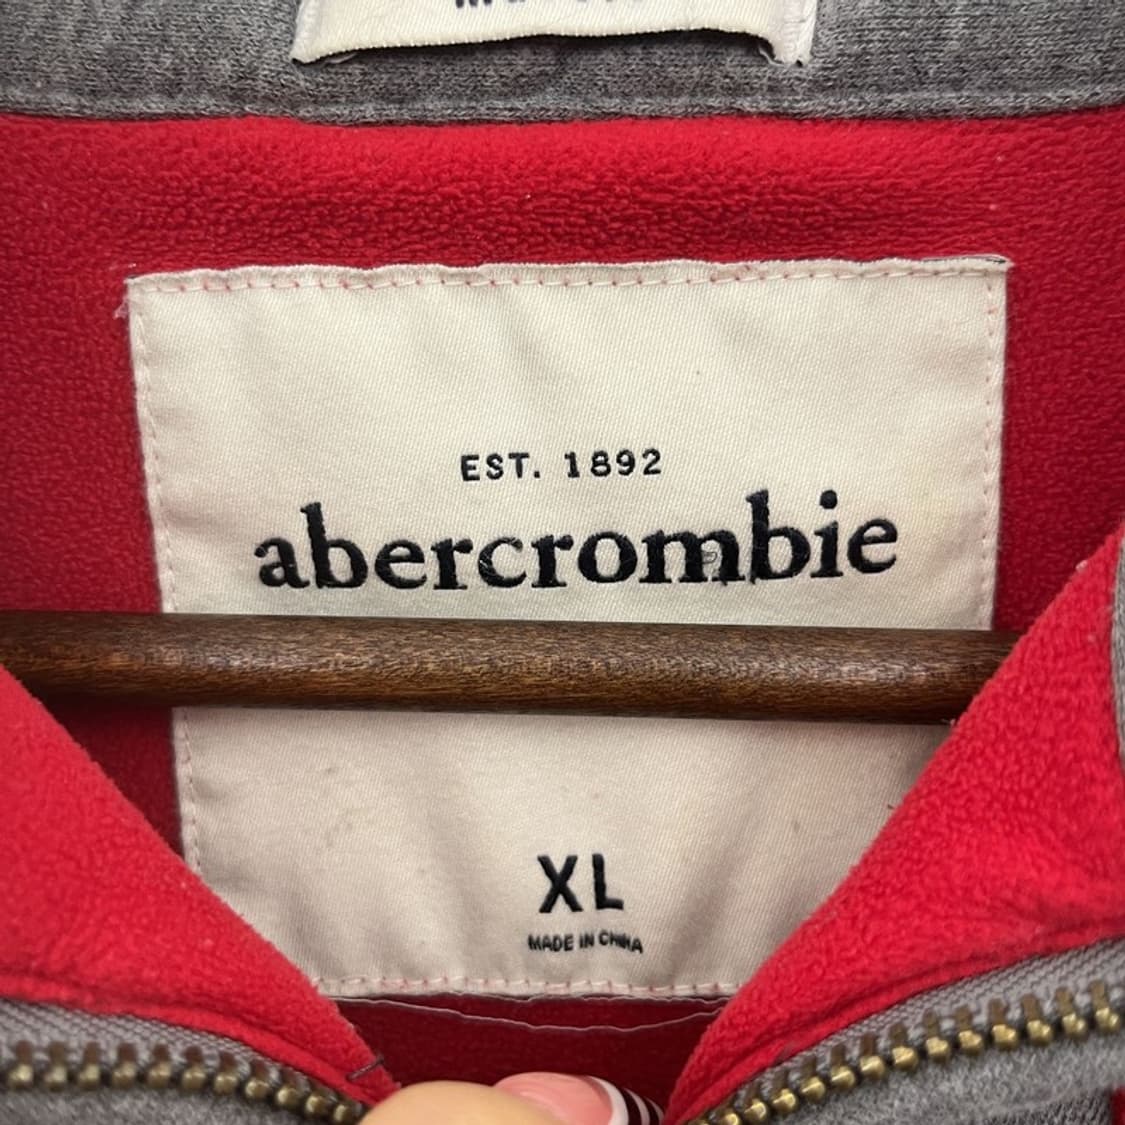 EST. 1892
abercrombie
XL
MADE IN CHINA